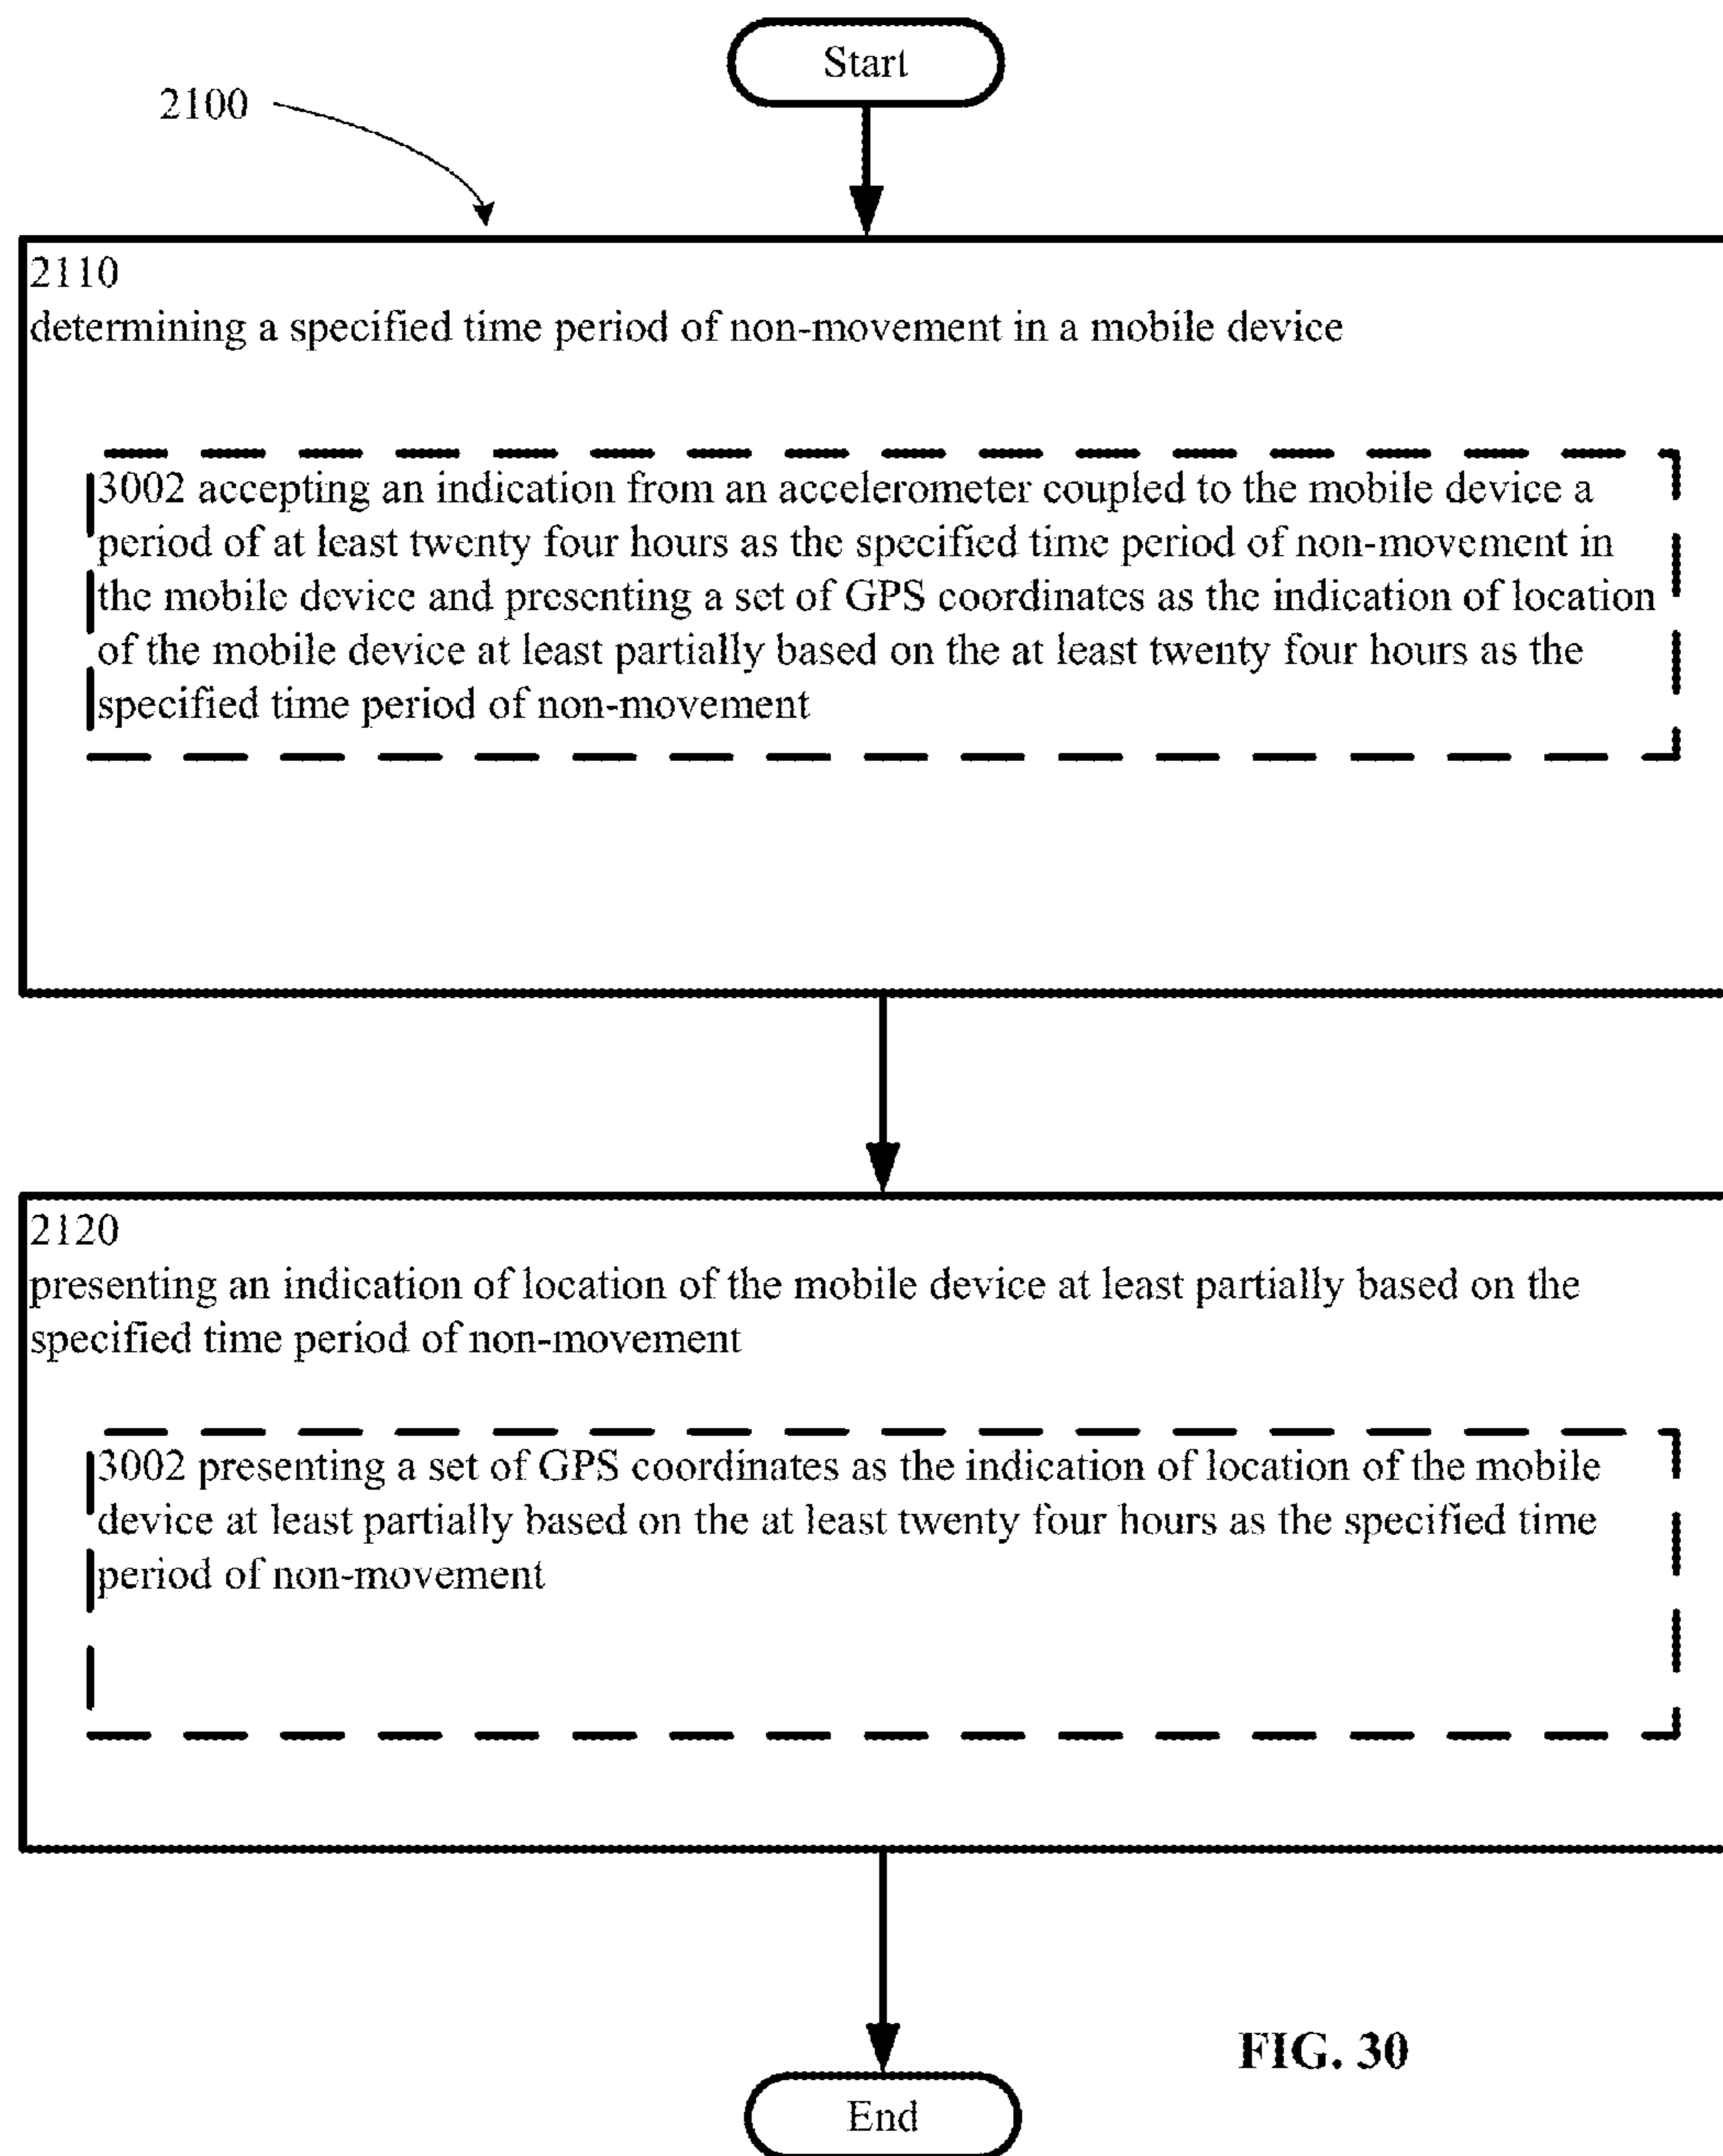 Start
2100
2110
determining a specified time period of non-movement in a mobile device
3002 accepting an indication from an accelerometer coupled to the mobile device a
period of at least twenty four hours as the specified time period of non-movement in
the mobile device and presenting a set of GPS coordinates as the indication of location
of the mobile device at least partially based on the at least twenty four hours as the
specified time period of non-movement
2120
presenting an indication of location of the mobile device at least partially based on the
specified time period of non-movement
3002 presenting a set of GPS coordinates as the indication of location of the mobile
device at least partially based on the at least twenty four hours as the specified time
period of non-movement
FIG. 30
End